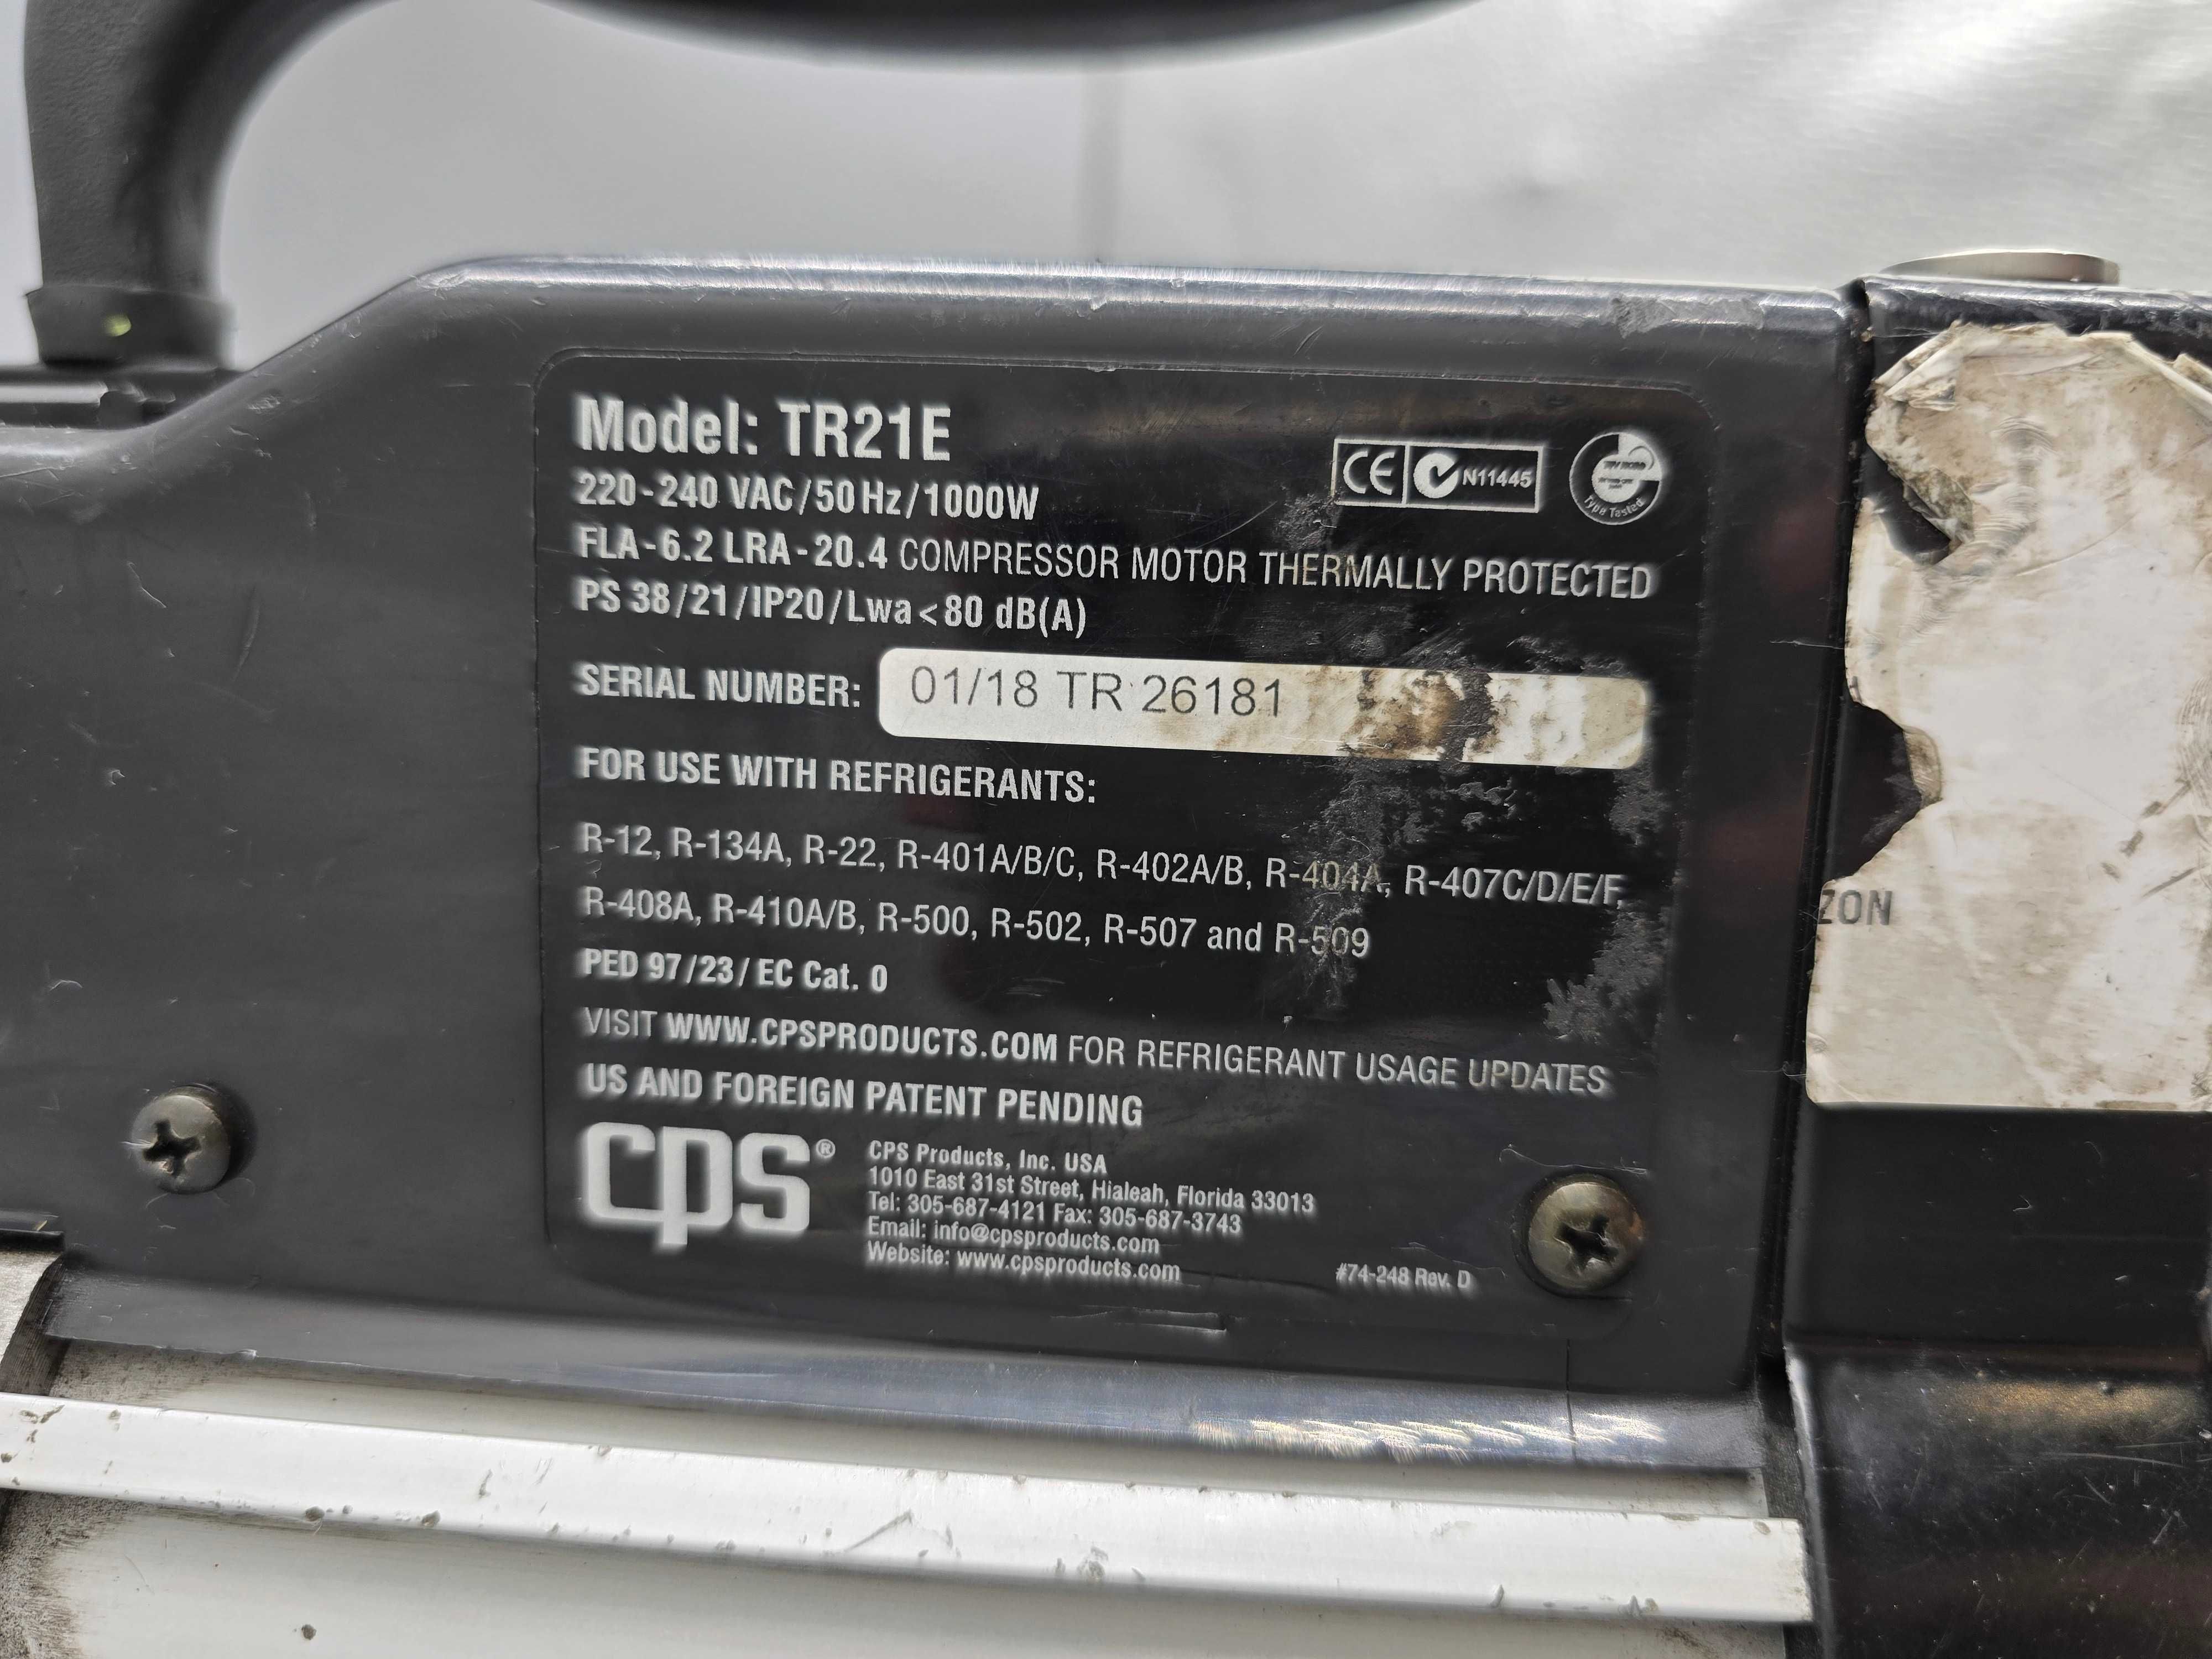 Model: TR21E
CE N11445
220-240 VAC/50 Hz/1000W
Type Tested
FLA-6.2 LRA-20.4 COMPRESSOR MOTOR THERMALLY PROTECTED
PS 38/21/IP20/Lwa<80 dB(A)
SERIAL NUMBER: 01/18 TR 26181
FOR USE WITH REFRIGERANTS:
R-12, R-134A, R-22, R-401A/B/C, R-402A/B, R-404A, R-407C/D/E/F,
R-408A, R-410A/B, R-500, R-502, R-507 and R-509
PED 97/23/EC Cat. 0
VISIT WWW.CPSPRODUCTS.COM FOR REFRIGERANT USAGE UPDATES
US AND FOREIGN PATENT PENDING
cps®
CPS Products, Inc. USA
1010 East 31st Street, Hialeah, Florida 33013
Tel: 305-687-4121 Fax: 305-687-3743
Email: info@cpsproducts.com
Website: www.cpsproducts.com
#74-248 Rev. D
ZON